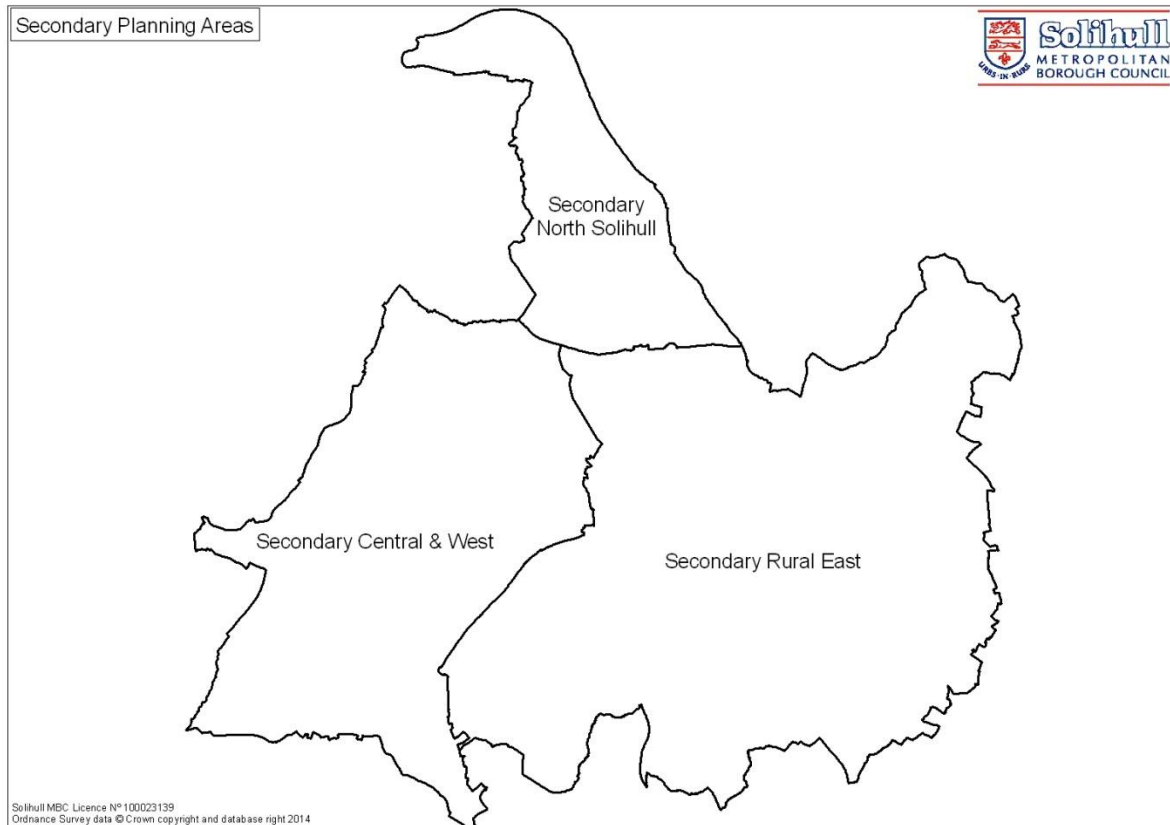 Secondary Planning Areas
Solihull
METROPOLITAN
BOROUGH COUNCIL
URBS·IN·RURE
Secondary
North Solihull
Secondary Central & West
Secondary Rural East
Solihull MBC Licence Nº 100023139
Ordnance Survey data © Crown copyright and database right 2014